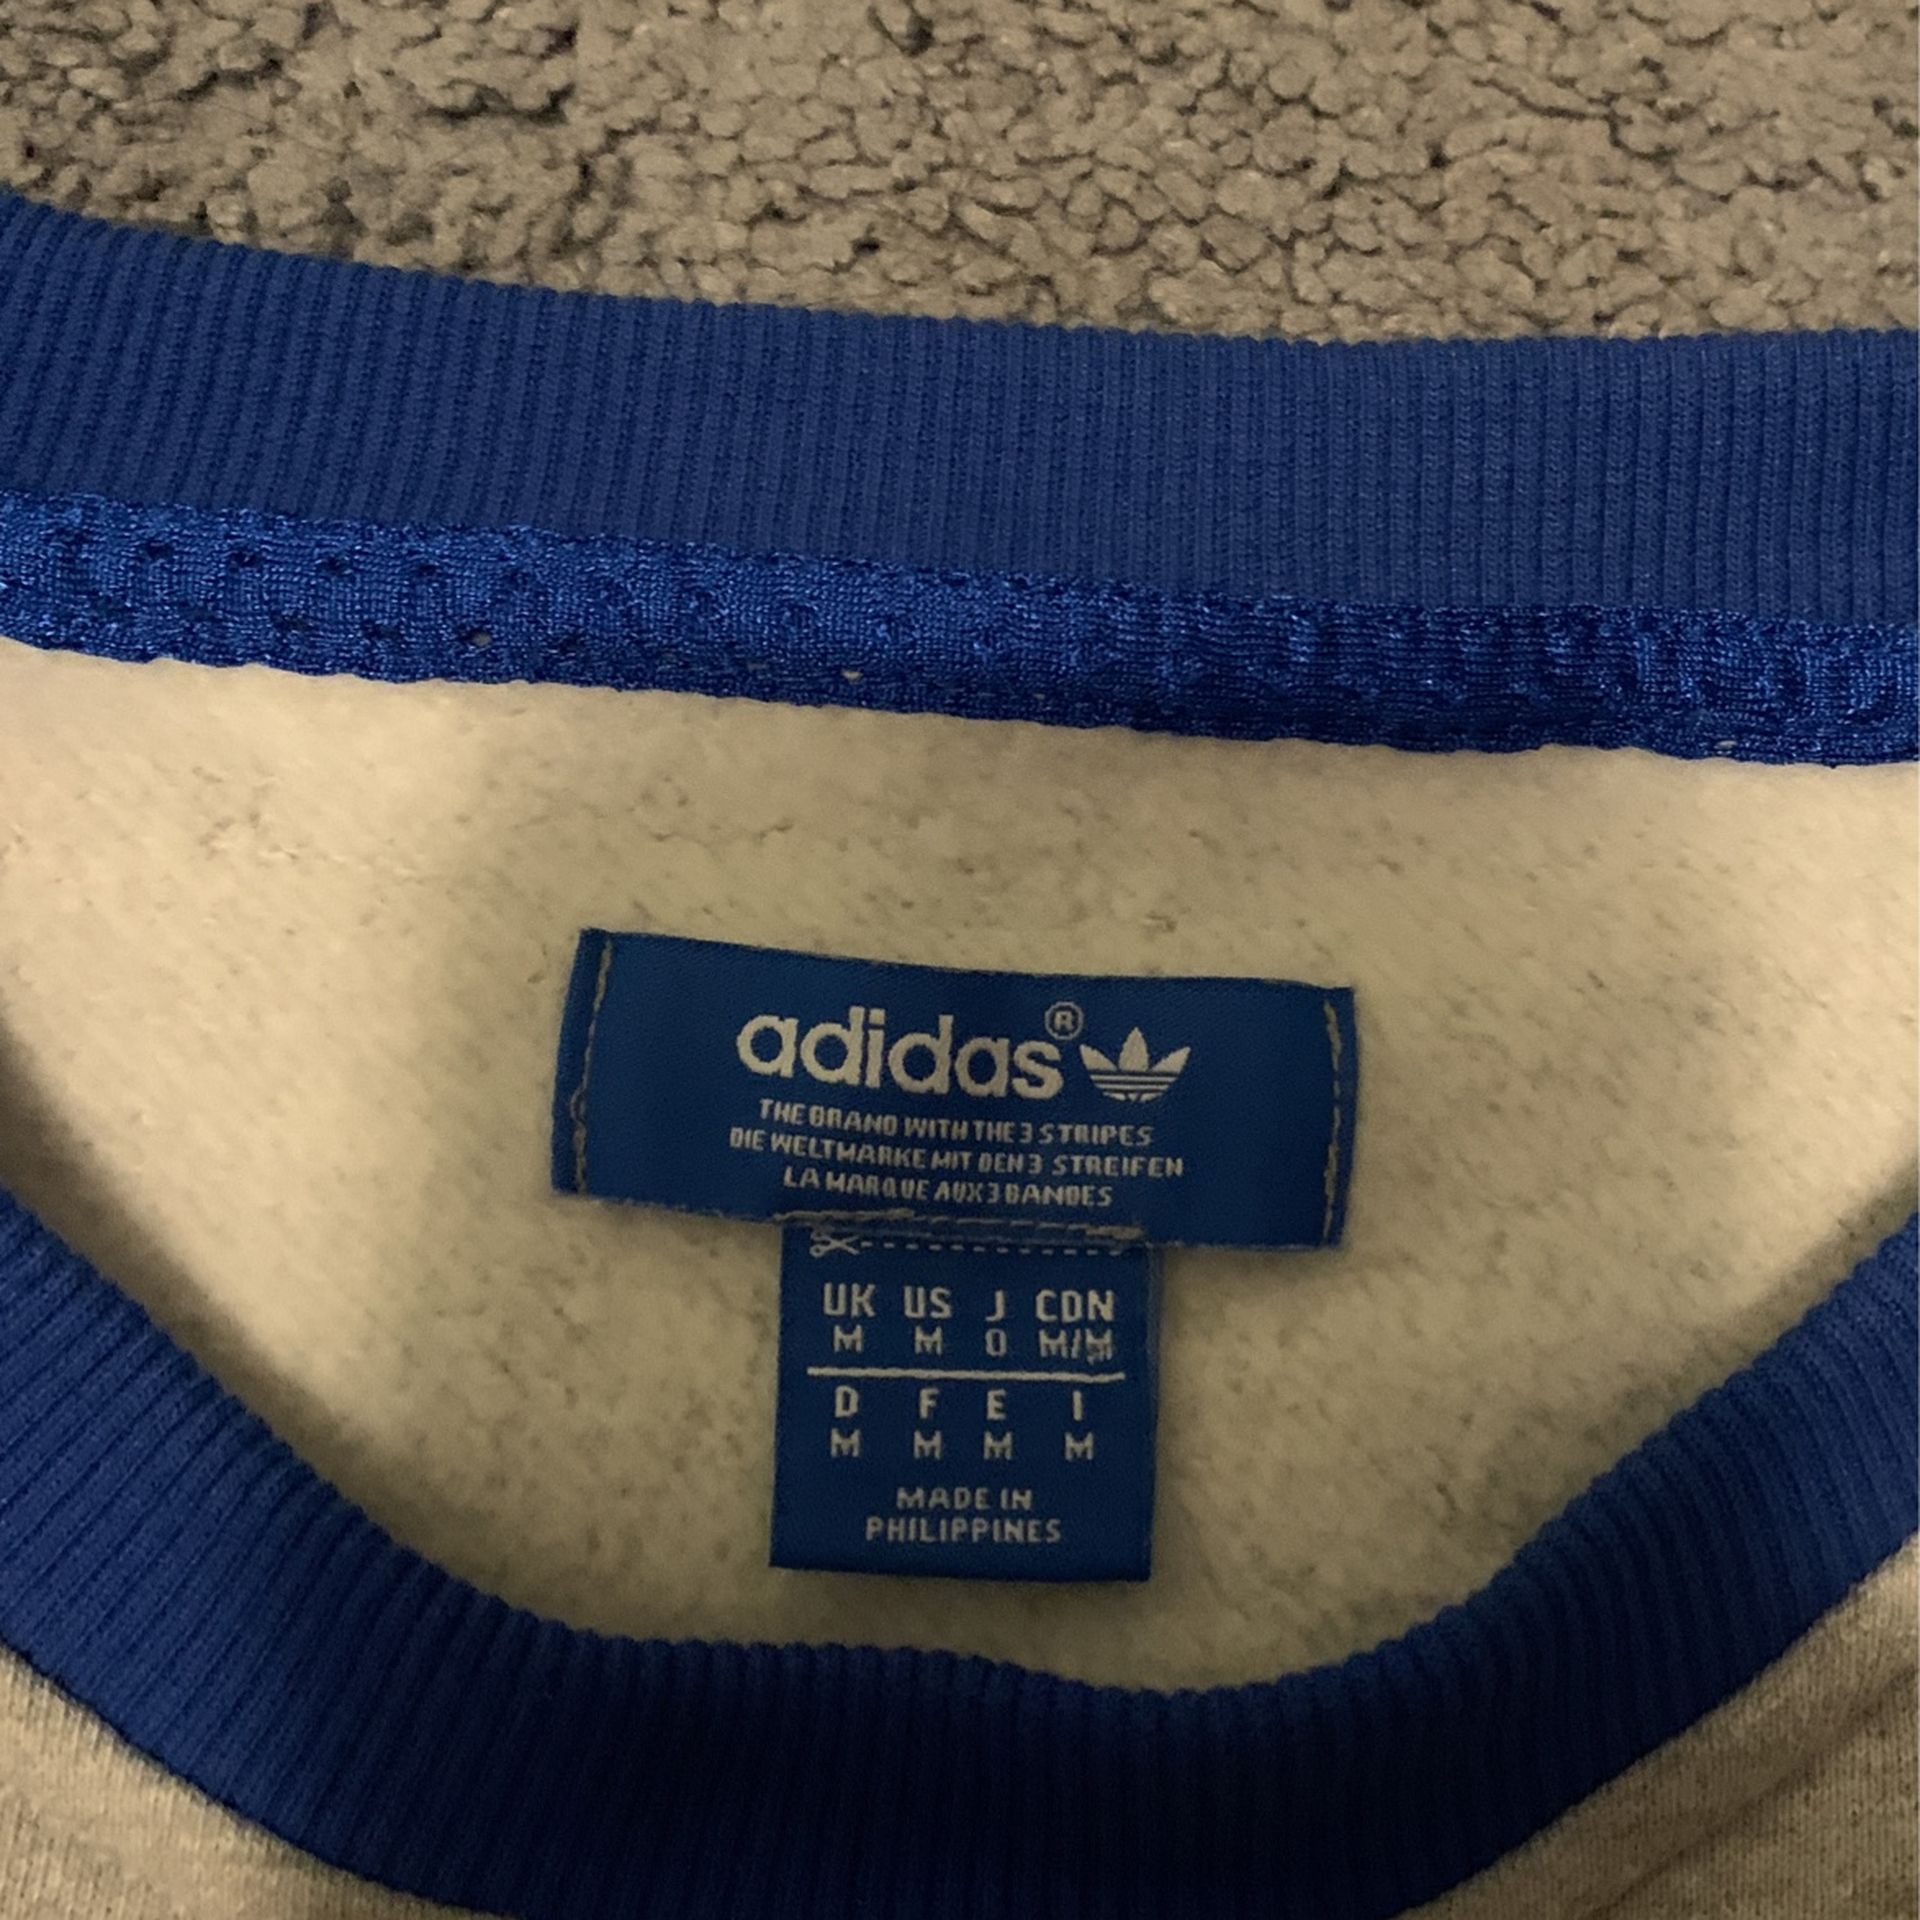 adidas®
THE BRAND WITH THE 3 STRIPES
DIE WELTMARKE MIT DEN 3 STREIFEN
LA MARQUE AUX 3 BANDES
UK US J CDN
M M O M/M
D F E I
M M M M
MADE IN
PHILIPPINES